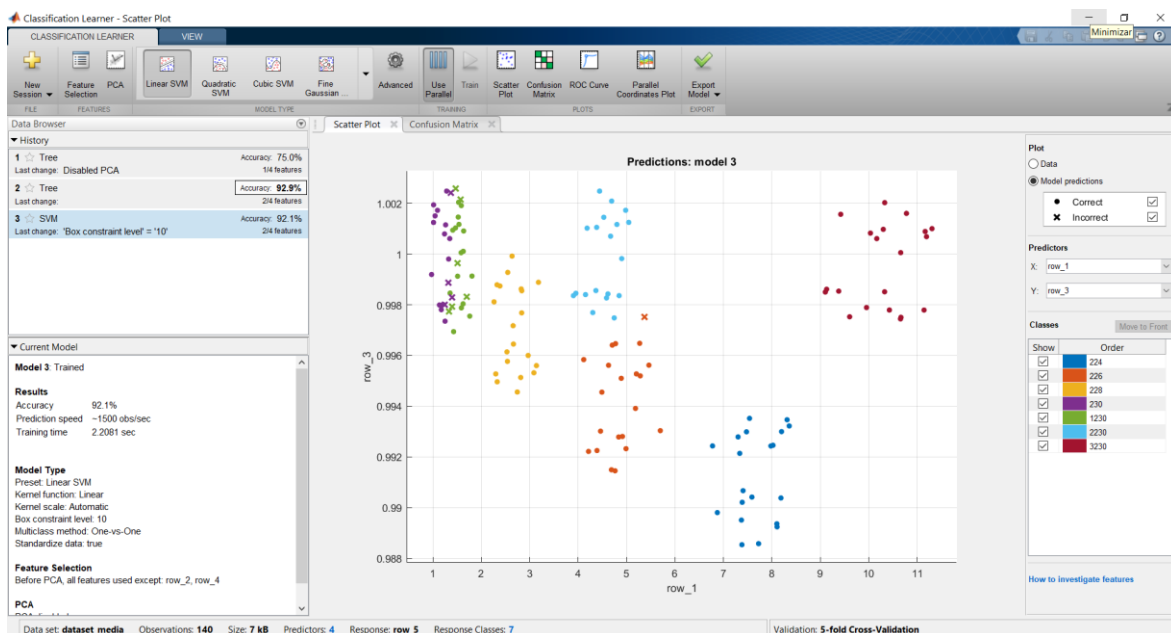 Classification Learner - Scatter Plot
Minimizar
CLASSIFICATION LEARNER VIEW
New Session
Feature Selection
PCA
Linear SVM
Quadratic SVM
Cubic SVM
Fine Gaussian ...
Advanced
Use Parallel
Train
Scatter Plot
Confusion Matrix
ROC Curve
Parallel Coordinates Plot
Export Model
FILE FEATURES MODEL TYPE TRAINING PLOTS EXPORT
Data Browser
History
1 Tree Accuracy: 75.0%
Last change: Disabled PCA 1/4 features
2 Tree Accuracy: 92.9%
Last change: 2/4 features
3 SVM Accuracy: 92.1%
Last change: 'Box constraint level' = '10' 2/4 features
Current Model
Model 3: Trained
Results
Accuracy 92.1%
Prediction speed ~1500 obs/sec
Training time 2.2081 sec
Model Type
Preset: Linear SVM
Kernel function: Linear
Kernel scale: Automatic
Box constraint level: 10
Multiclass method: One-vs-One
Standardize data: true
Feature Selection
Before PCA, all features used except: row_2, row_4
PCA
Scatter Plot Confusion Matrix
Predictions: model 3
1.002
1
0.998
0.996
0.994
0.992
0.99
0.988
row_3
1 2 3 4 5 6 7 8 9 10 11
row_1
Plot
Data
Model predictions
Correct
Incorrect
Predictors
X: row_1
Y: row_3
Classes Move to Front
Show Order
224
226
228
230
1230
2230
3230
How to investigate features
Data set: dataset_media Observations: 140 Size: 7 kB Predictors: 4 Response: row_5 Response Classes: 7 Validation: 5-fold Cross-Validation